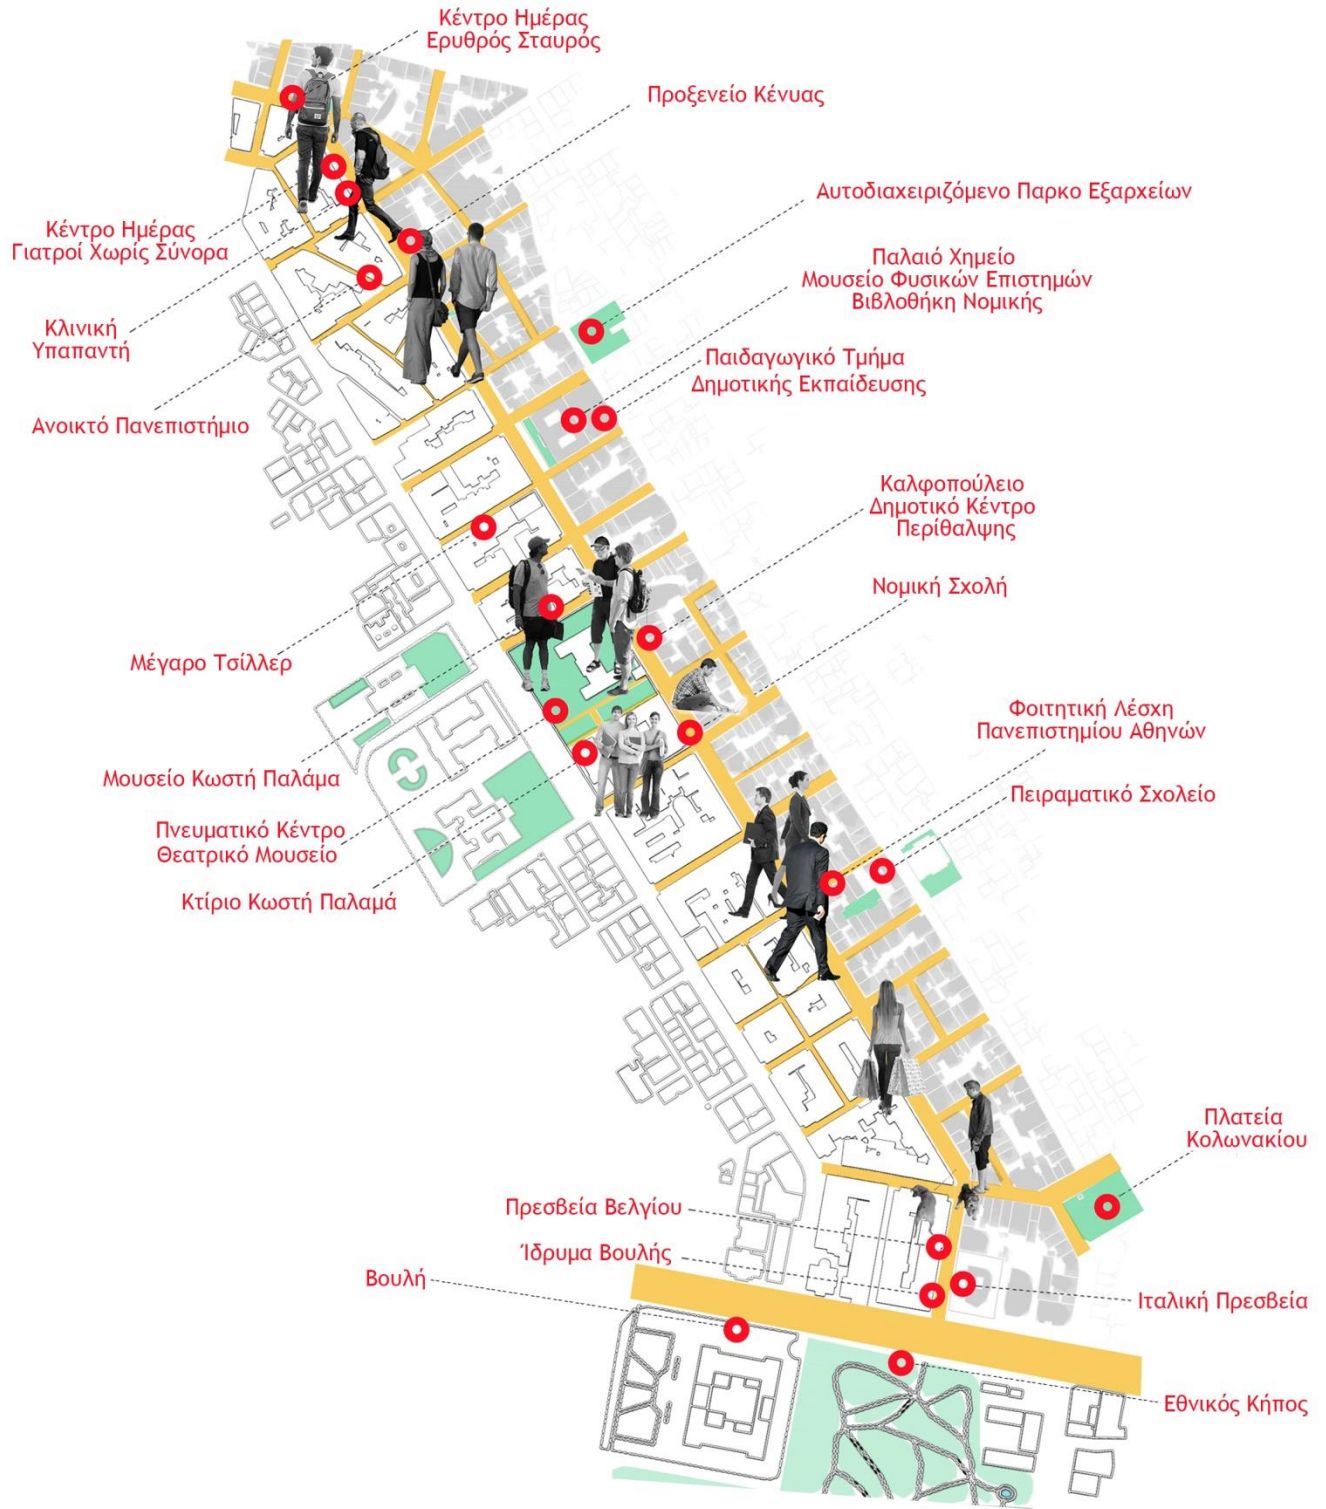 Κέντρο Ημέρας
Ερυθρός Σταυρός
Προξενείο Κένυας
Αυτοδιαχειριζόμενο Παρκο Εξαρχείων
Κέντρο Ημέρας
Γιατροί Χωρίς Σύνορα
Παλαιό Χημείο
Μουσείο Φυσικών Επιστημών
Βιβλοθήκη Νομικής
Κλινική
Υπαπαντή
Παιδαγωγικό Τμήμα
Δημοτικής Εκπαίδευσης
Ανοικτό Πανεπιστήμιο
Καλφοπούλειο
Δημοτικό Κέντρο
Περίθαλψης
Νομική Σχολή
Μέγαρο Τσίλλερ
Φοιτητική Λέσχη
Πανεπιστημίου Αθηνών
Μουσείο Κωστή Παλάμα
Πειραματικό Σχολείο
Πνευματικό Κέντρο
Θεατρικό Μουσείο
Κτίριο Κωστή Παλαμά
Πλατεία
Κολωνακίου
Πρεσβεία Βελγίου
Ίδρυμα Βουλής
Βουλή
Ιταλική Πρεσβεία
Εθνικός Κήπος